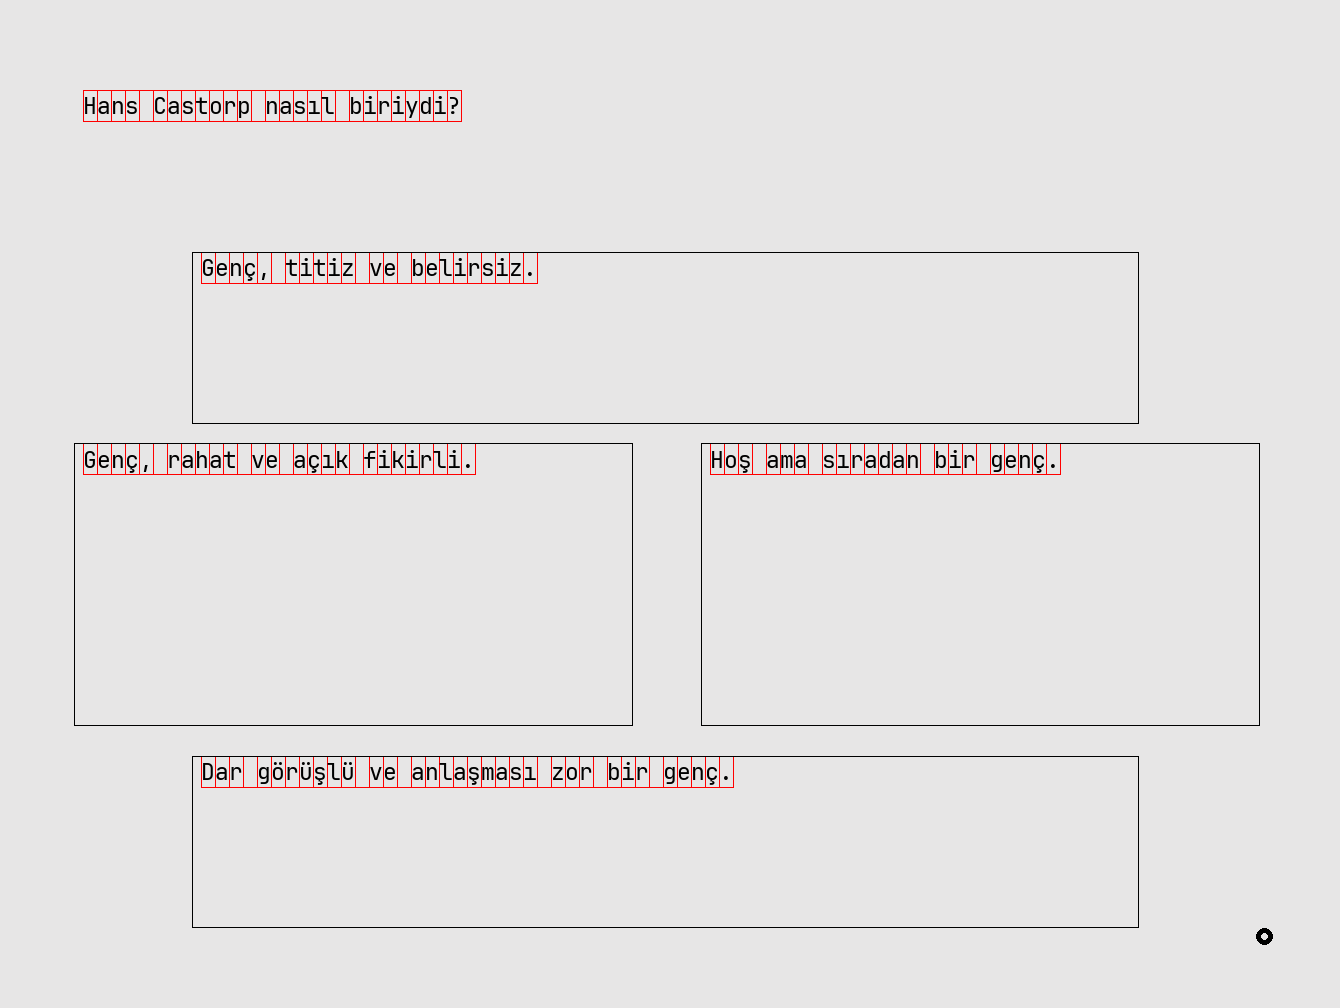 Hans Castorp nasıl biriydi?
Genç, titiz ve belirsiz.
Genç, rahat ve açık fikirli.
Hoş ama sıradan bir genç.
Dar görüşlü ve anlaşması zor bir genç.